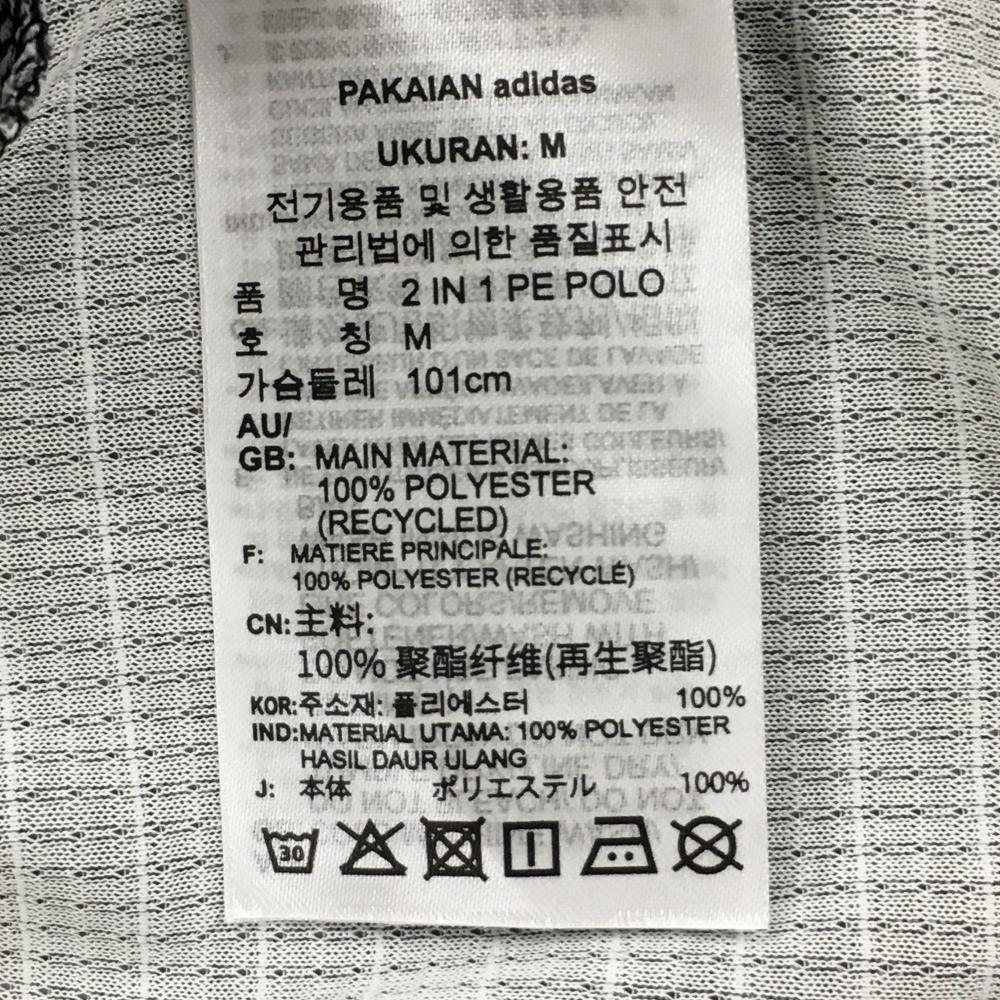 PAKAIAN adidas
UKURAN: M
전기용품 및 생활용품 안전
관리법에 의한 품질표시
품 명 2 IN 1 PE POLO
호 칭 M
가슴둘레 101cm
AU/
GB: MAIN MATERIAL:
100% POLYESTER
(RECYCLED)
F: MATIERE PRINCIPALE:
100% POLYESTER (RECYCLÉ)
CN:主料:
100% 聚酯纤维(再生聚酯)
KOR:주소재: 폴리에스터 100%
IND:MATERIAL UTAMA: 100% POLYESTER
HASIL DAUR ULANG
J: 本体 ポリエステル 100%
30